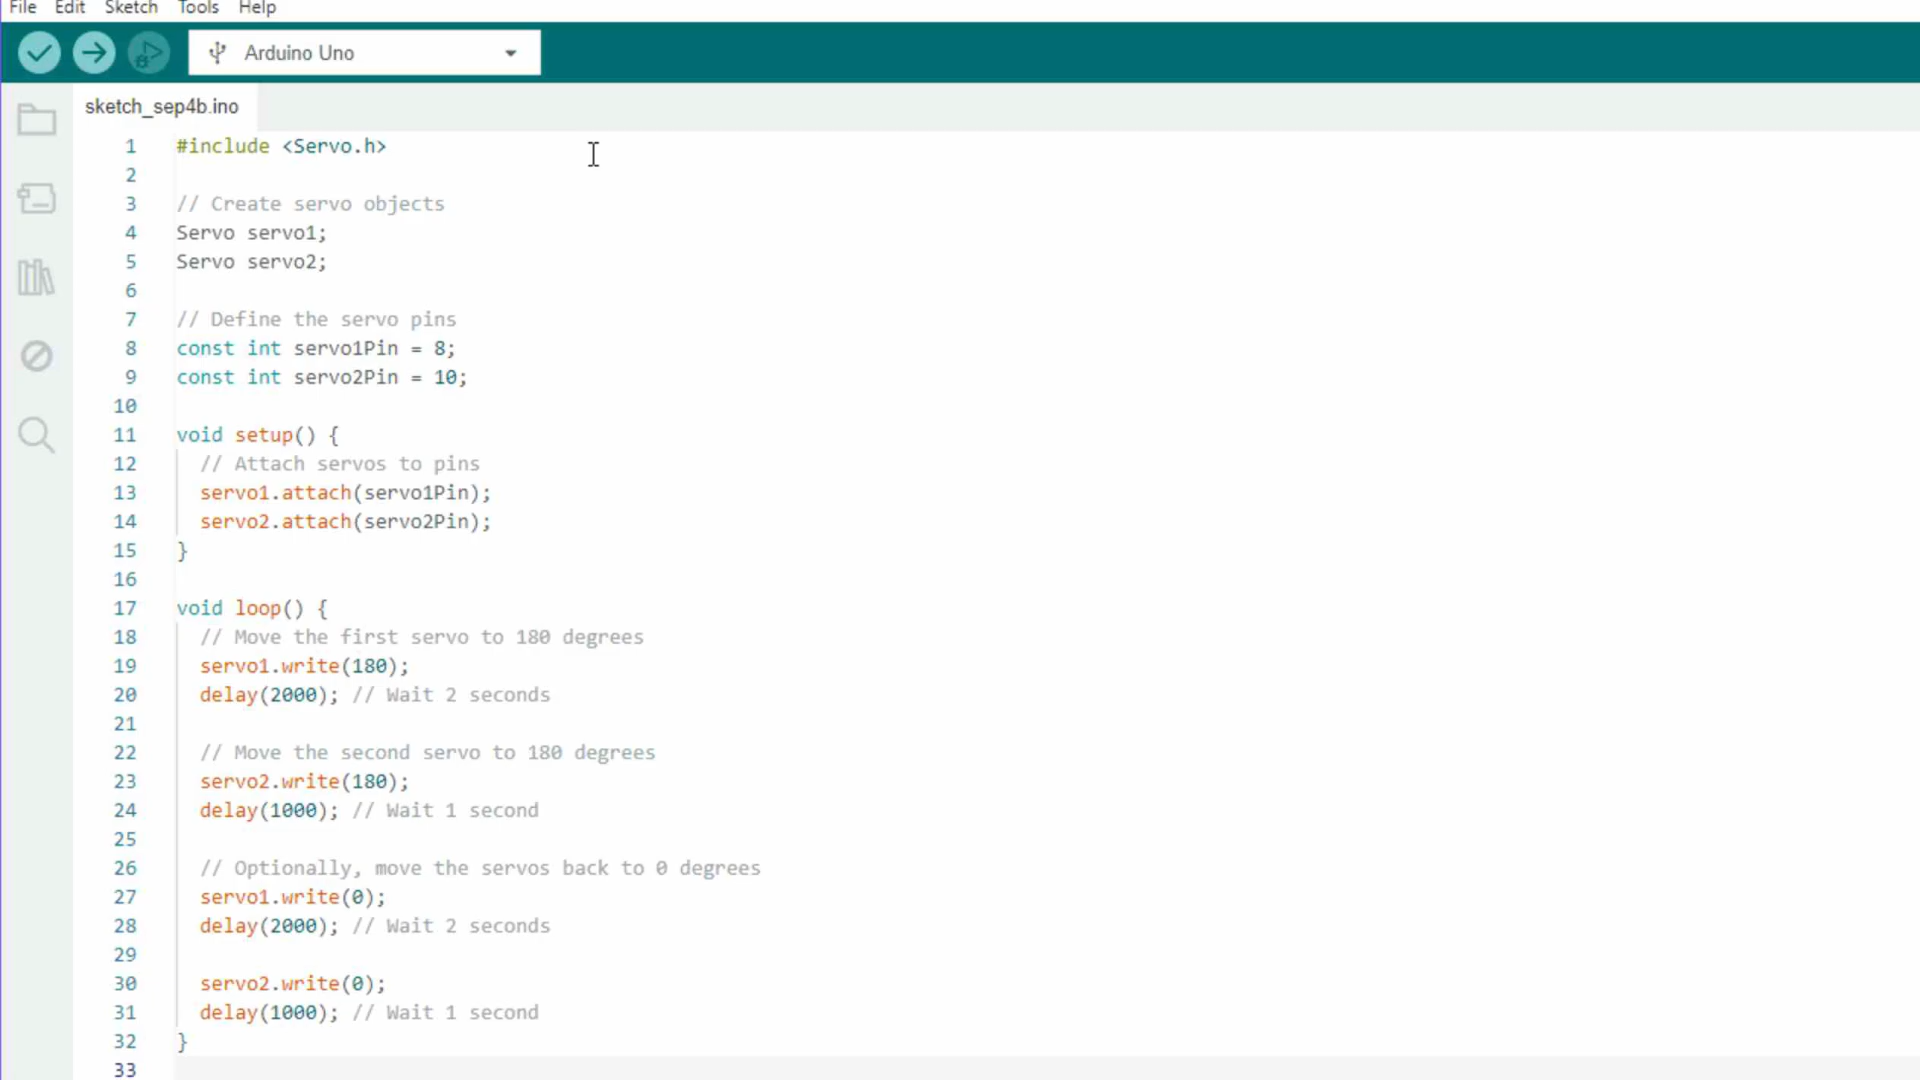 File Edit Sketch Tools Help
Arduino Uno
sketch_sep4b.ino
1 #include <Servo.h>
2
3 // Create servo objects
4 Servo servo1;
5 Servo servo2;
6
7 // Define the servo pins
8 const int servo1Pin = 8;
9 const int servo2Pin = 10;
10
11 void setup() {
12 // Attach servos to pins
13 servo1.attach(servo1Pin);
14 servo2.attach(servo2Pin);
15 }
16
17 void loop() {
18 // Move the first servo to 180 degrees
19 servo1.write(180);
20 delay(2000); // Wait 2 seconds
21
22 // Move the second servo to 180 degrees
23 servo2.write(180);
24 delay(1000); // Wait 1 second
25
26 // Optionally, move the servos back to 0 degrees
27 servo1.write(0);
28 delay(2000); // Wait 2 seconds
29
30 servo2.write(0);
31 delay(1000); // Wait 1 second
32 }
33